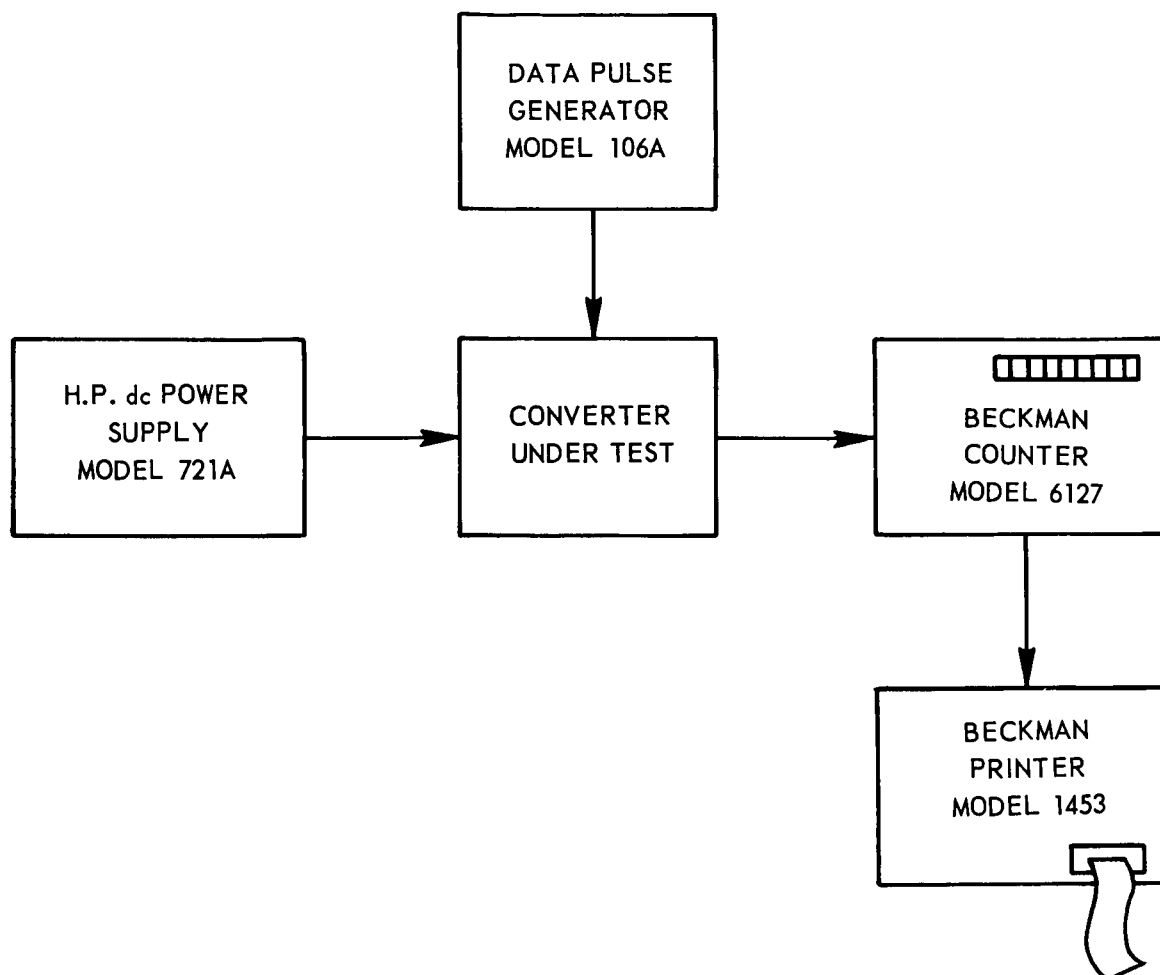 DATA PULSE
GENERATOR
MODEL 106A
H.P. dc POWER
SUPPLY
MODEL 721A
CONVERTER
UNDER TEST
BECKMAN
COUNTER
MODEL 6127
BECKMAN
PRINTER
MODEL 1453